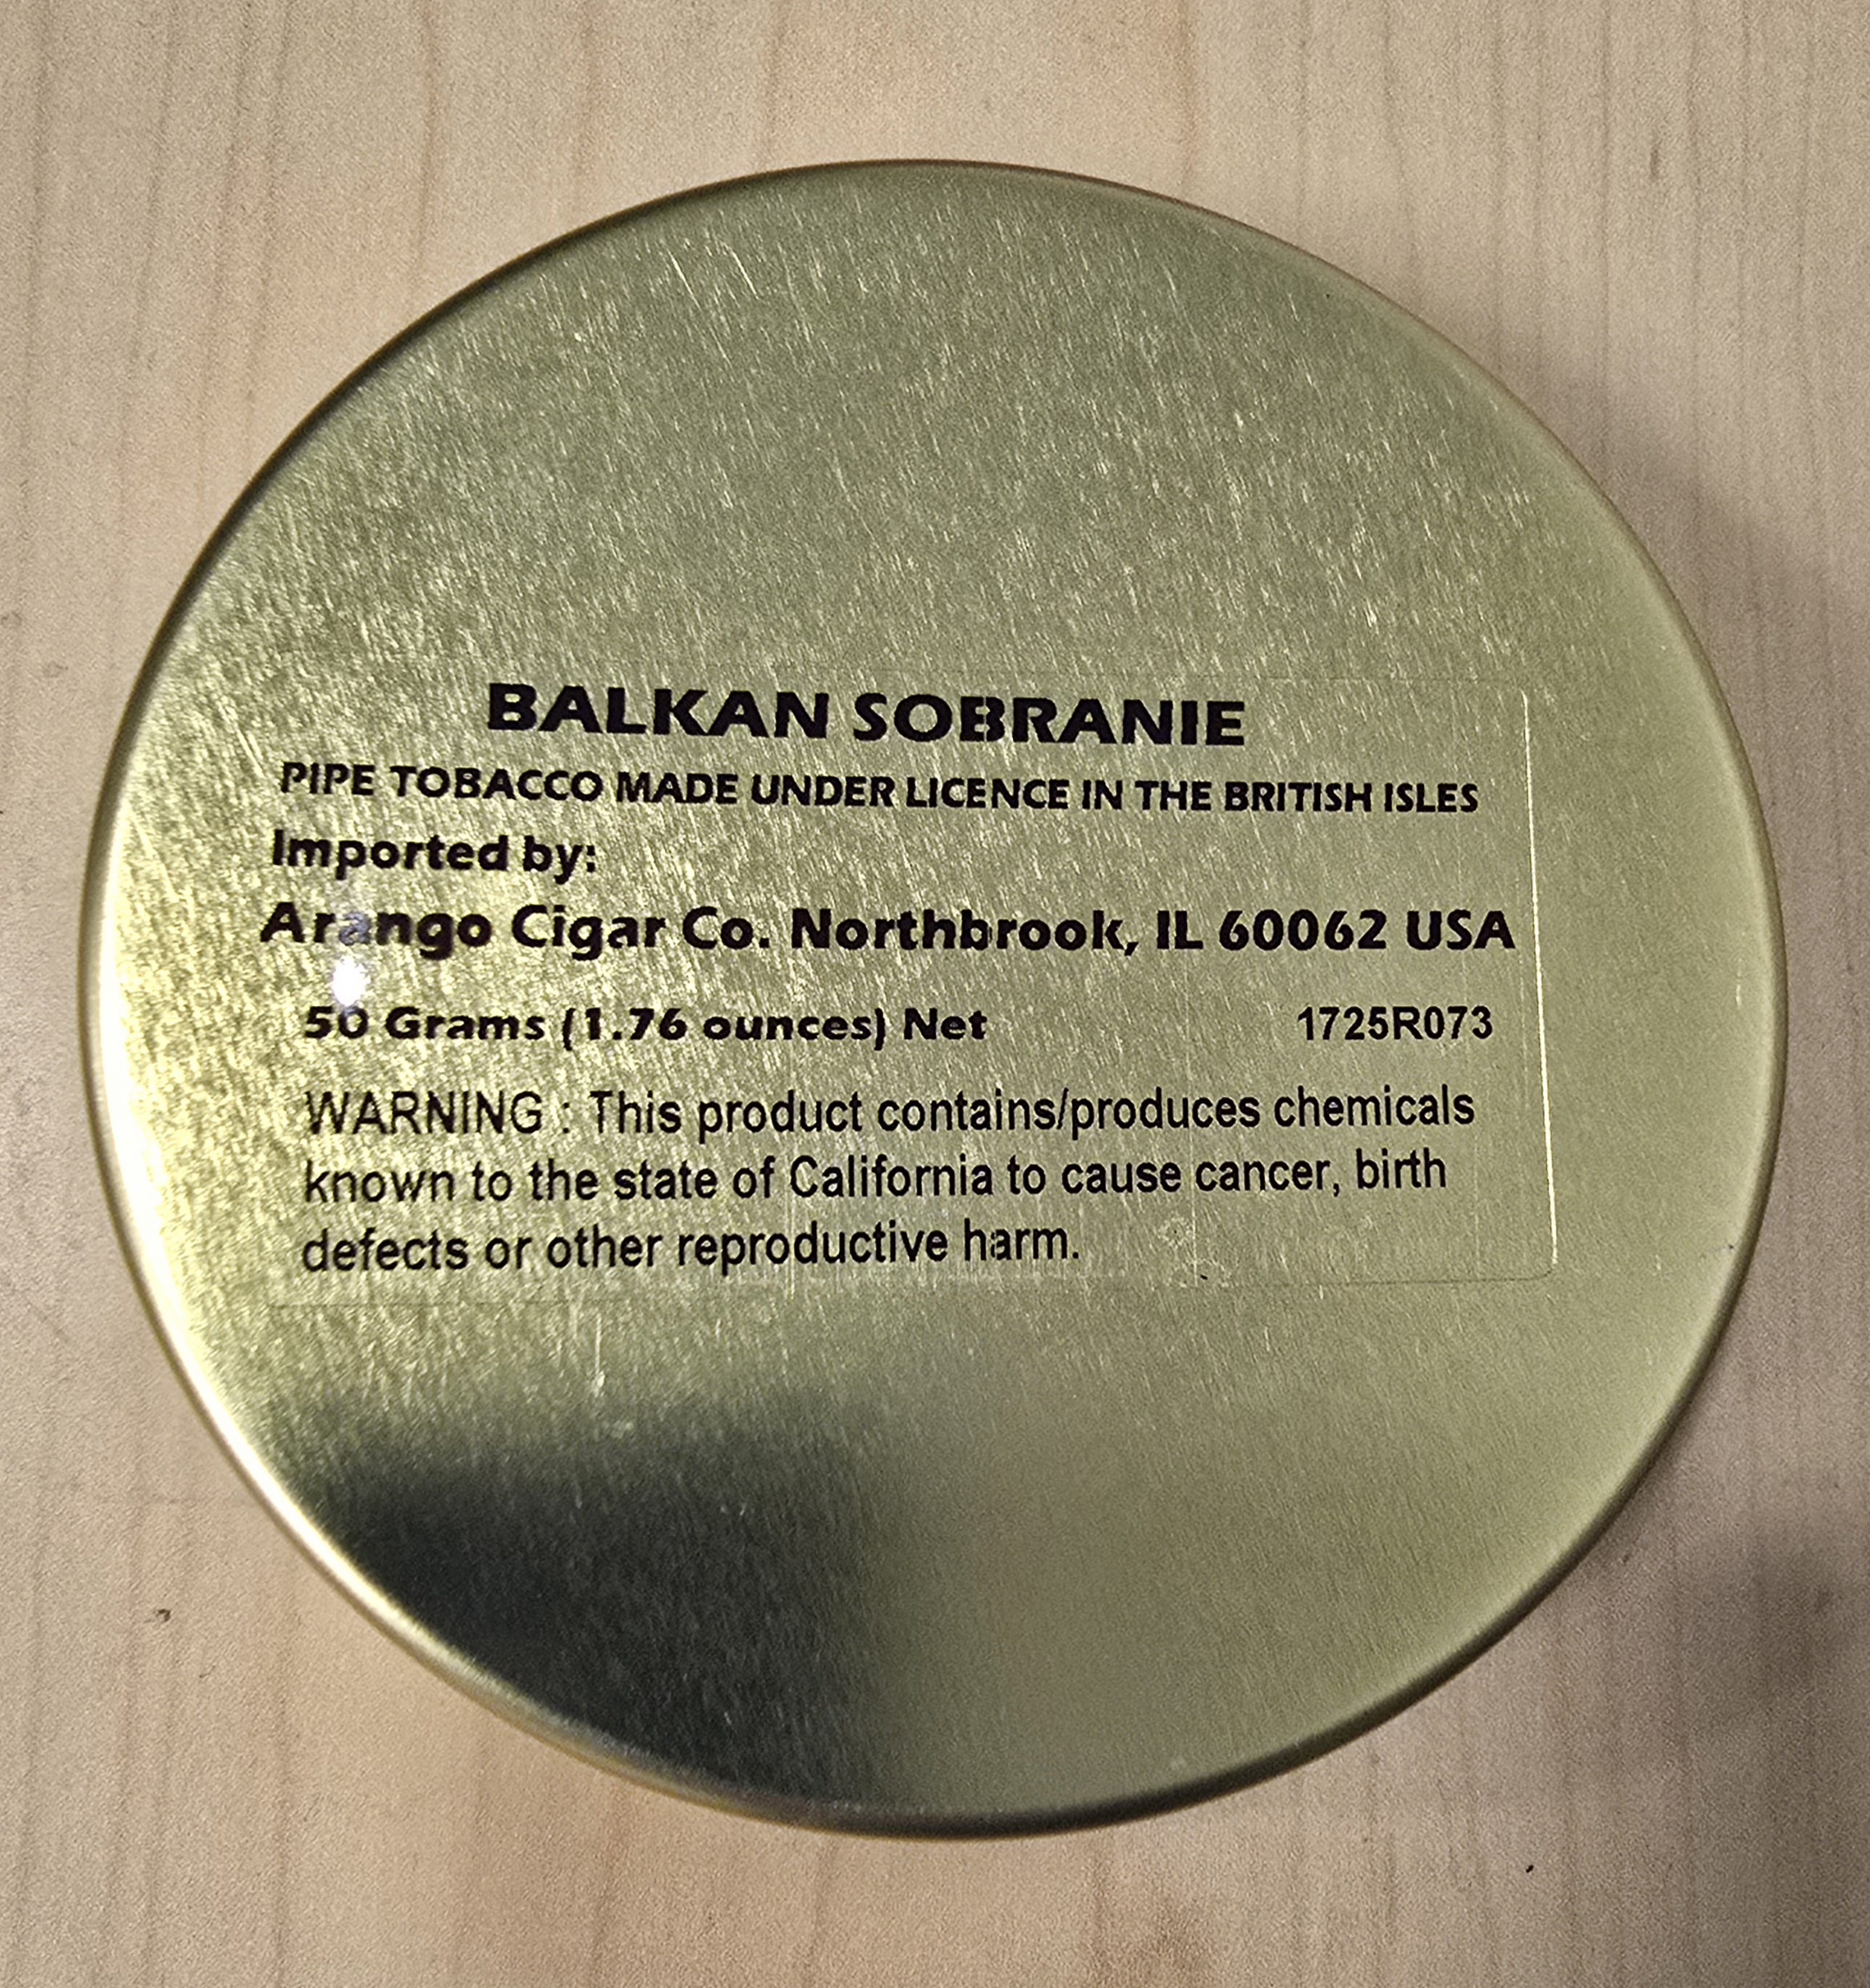 BALKAN SOBRANIE
PIPE TOBACCO MADE UNDER LICENCE IN THE BRITISH ISLES
Imported by:
Arango Cigar Co. Northbrook, IL 60062 USA
50 Grams (1.76 ounces) Net 1725R073
WARNING : This product contains/produces chemicals
known to the state of California to cause cancer, birth
defects or other reproductive harm.